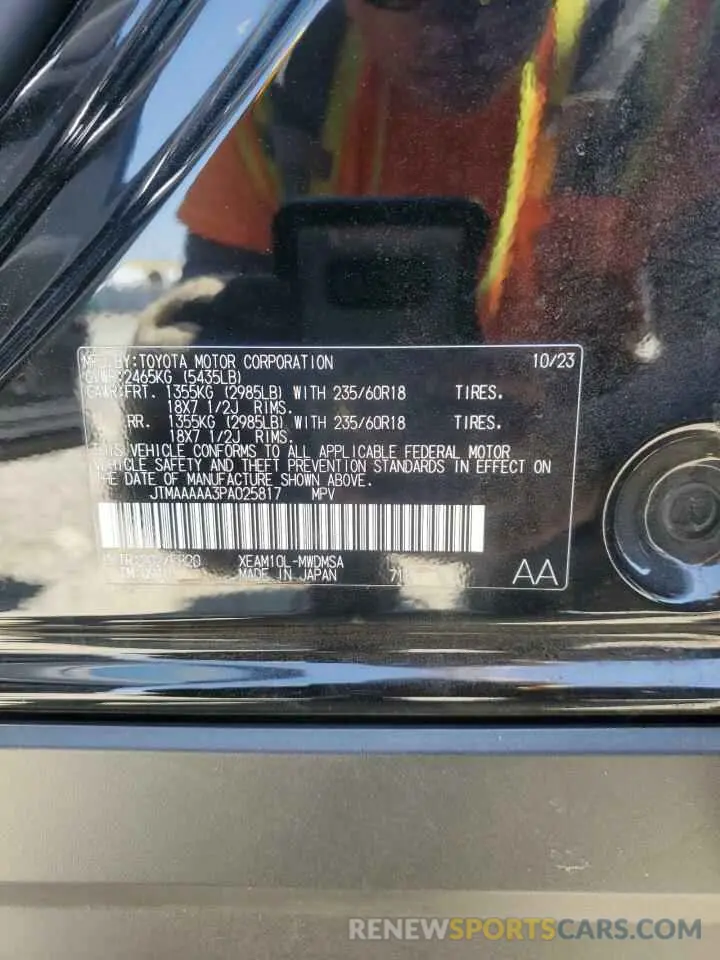 MFD.BY:TOYOTA MOTOR CORPORATION 10/23
GVWR:2465KG (5435LB)
GAWR:FRT. 1355KG (2985LB) WITH 235/60R18 TIRES.
18X7 1/2J RIMS.
RR. 1355KG (2985LB) WITH 235/60R18 TIRES.
18X7 1/2J RIMS.
THIS VEHICLE CONFORMS TO ALL APPLICABLE FEDERAL MOTOR
VEHICLE SAFETY AND THEFT PREVENTION STANDARDS IN EFFECT ON
THE DATE OF MANUFACTURE SHOWN ABOVE.
JTMAAAAA3PA025817 MPV
XEAM10L-MWDMSA
MADE IN JAPAN AA
RENEWSPORTSCARS.COM